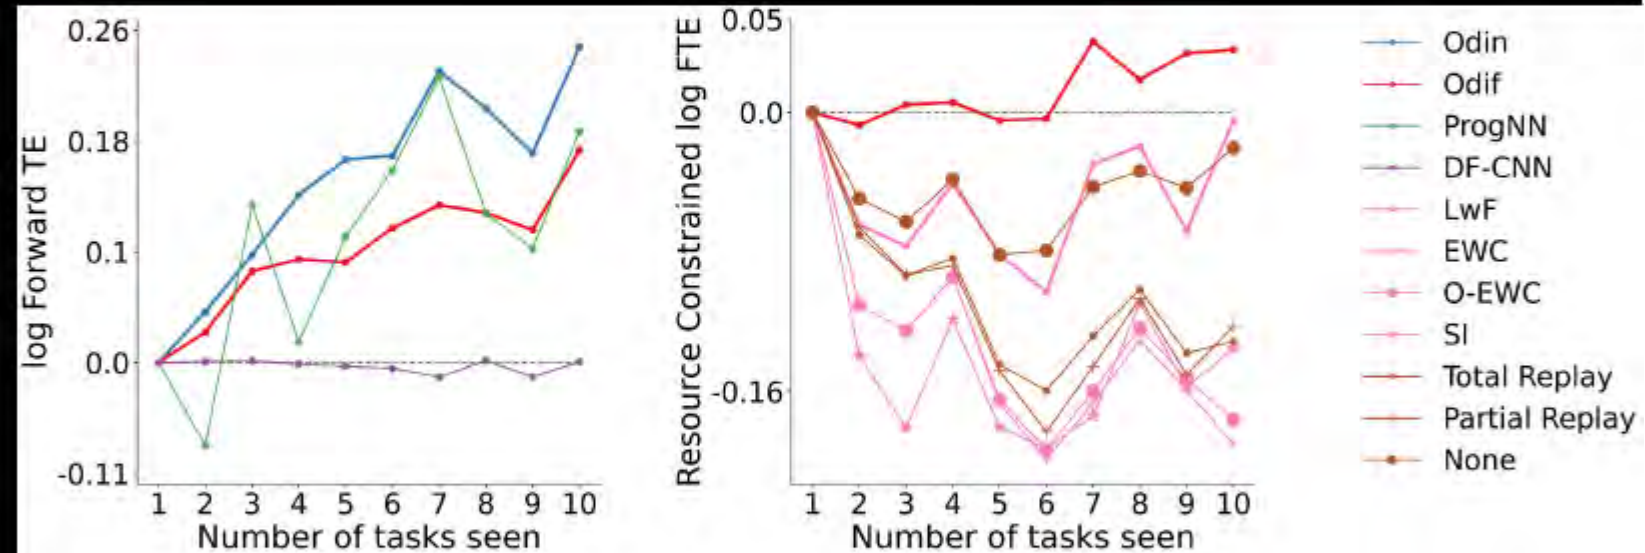 log Forward TE
0.26
0.18
0.1
0.0
-0.11
1 2 3 4 5 6 7 8 9 10
Number of tasks seen
Resource Constrained log FTE
0.05
0.0
-0.16
1 2 3 4 5 6 7 8 9 10
Number of tasks seen
Odin
Odif
ProgNN
DF-CNN
LwF
EWC
O-EWC
SI
Total Replay
Partial Replay
None